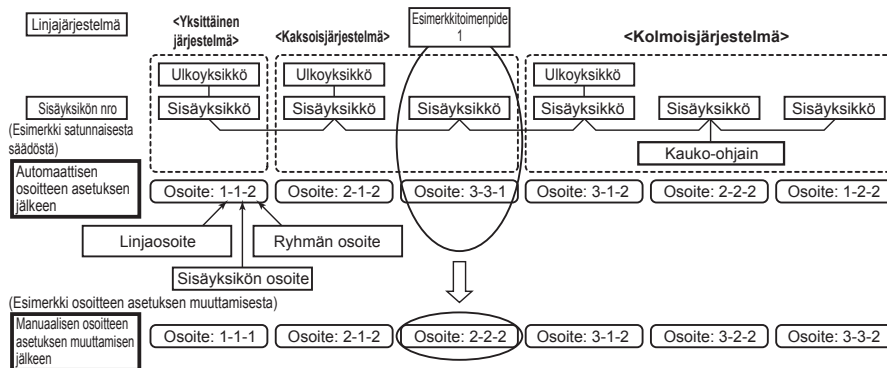 Linjajärjestelmä
<Yksittäinen järjestelmä>
<Kaksoisjärjestelmä>
Esimerkkitoimenpide 1
<Kolmoisjärjestelmä>
Ulkoyksikkö
Ulkoyksikkö
Ulkoyksikkö
Sisäyksikön nro
Sisäyksikkö
Sisäyksikkö
Sisäyksikkö
Sisäyksikkö
Sisäyksikkö
Sisäyksikkö
(Esimerkki satunnaisesta säädöstä)
Kauko-ohjain
Automaattisen osoitteen asetuksen jälkeen
Osoite: 1-1-2
Osoite: 2-1-2
Osoite: 3-3-1
Osoite: 3-1-2
Osoite: 2-2-2
Osoite: 1-2-2
Linjaosoite
Ryhmän osoite
Sisäyksikön osoite
(Esimerkki osoitteen asetuksen muuttamisesta)
Manuaalisen osoitteen asetuksen muuttamisen jälkeen
Osoite: 1-1-1
Osoite: 2-1-2
Osoite: 2-2-2
Osoite: 3-1-2
Osoite: 3-2-2
Osoite: 3-3-2